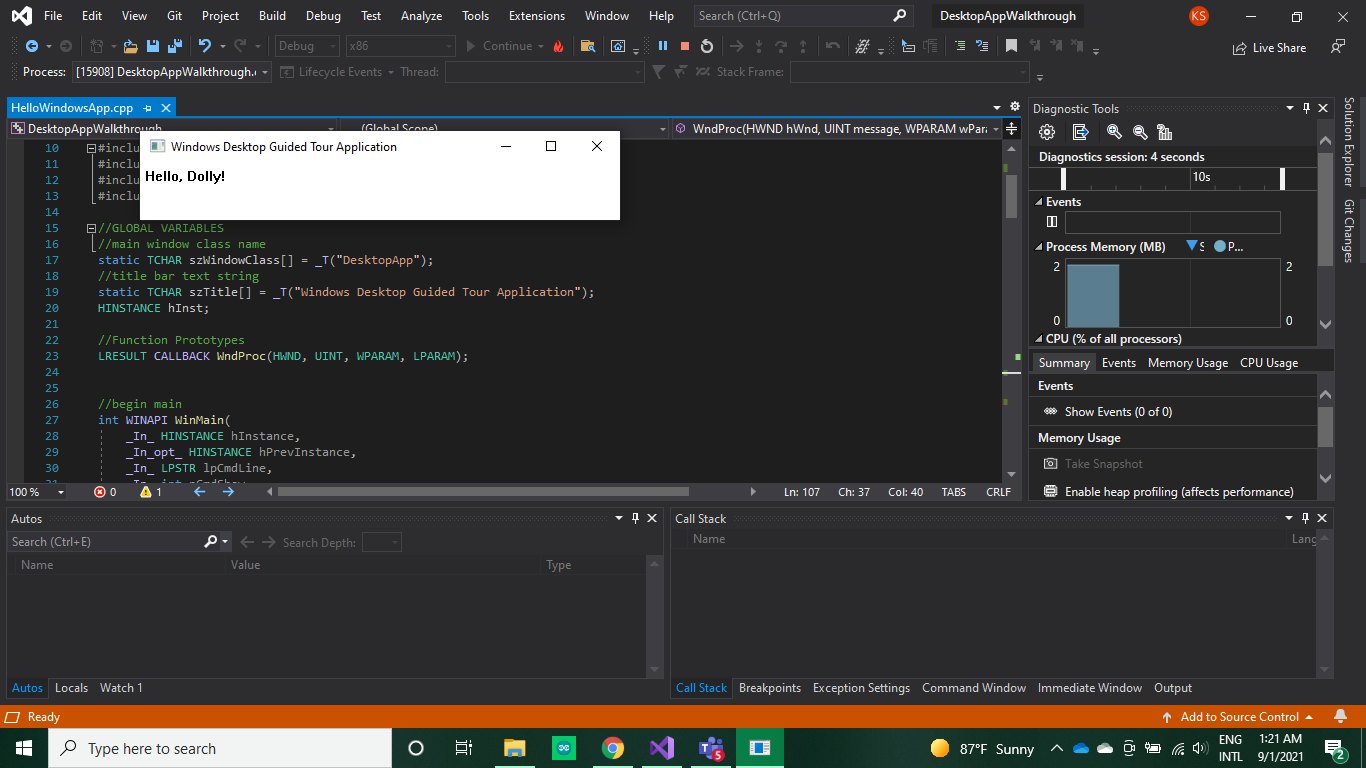 File Edit View Git Project Build Debug Test Analyze Tools Extensions Window Help Search (Ctrl+Q) DesktopAppWalkthrough KS
Debug x86 Continue Live Share
Process: [15908] DesktopAppWalkthrough. Lifecycle Events Thread: Stack Frame:
HelloWindowsApp.cpp
DesktopAppWalkthrough (Global Scope) WndProc(HWND hWnd, UINT message, WPARAM wPara
Windows Desktop Guided Tour Application
Hello, Dolly!
10 #inclu
11 #inclu
12 #inclu
13 #inclu
14
15 //GLOBAL VARIABLES
16 //main window class name
17 static TCHAR szWindowClass[] = _T("DesktopApp");
18 //title bar text string
19 static TCHAR szTitle[] = _T("Windows Desktop Guided Tour Application");
20 HINSTANCE hInst;
21
22 //Function Prototypes
23 LRESULT CALLBACK WndProc(HWND, UINT, WPARAM, LPARAM);
24
25
26 //begin main
27 int WINAPI WinMain(
28 _In_ HINSTANCE hInstance,
29 _In_opt_ HINSTANCE hPrevInstance,
30 _In_ LPSTR lpCmdLine,
31 _In_ int nCmdShow
100 % 0 1 Ln: 107 Ch: 37 Col: 40 TABS CRLF
Diagnostic Tools
Diagnostics session: 4 seconds
10s
Events
Process Memory (MB) S P...
2 2
0 0
CPU (% of all processors)
Summary Events Memory Usage CPU Usage
Events
Show Events (0 of 0)
Memory Usage
Take Snapshot
Enable heap profiling (affects performance)
Solution Explorer
Git Changes
Autos
Search (Ctrl+E) Search Depth:
Name Value Type
Autos Locals Watch 1
Call Stack
Name Lang
Call Stack Breakpoints Exception Settings Command Window Immediate Window Output
Ready Add to Source Control
Type here to search 5 87°F Sunny ENG INTL 1:21 AM 9/1/2021 2